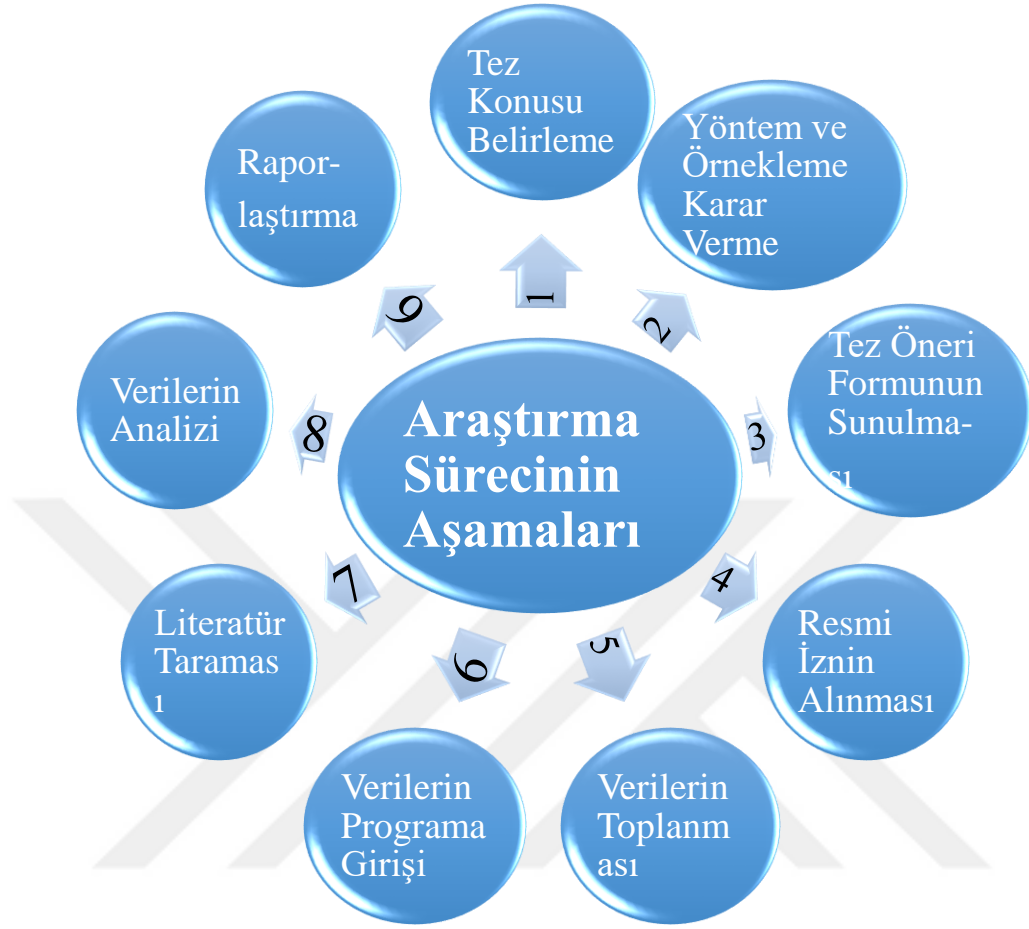 Araştırma
Sürecinin
Aşamaları
1
Tez
Konusu
Belirleme
2
Yöntem ve
Örnekleme
Karar
Verme
3
Tez Öneri
Formunun
Sunulma-
sı
4
Resmi
İznin
Alınması
5
Verilerin
Toplanm
ası
6
Verilerin
Programa
Girişi
7
Literatür
Taramas
ı
8
Verilerin
Analizi
9
Rapor-
laştırma